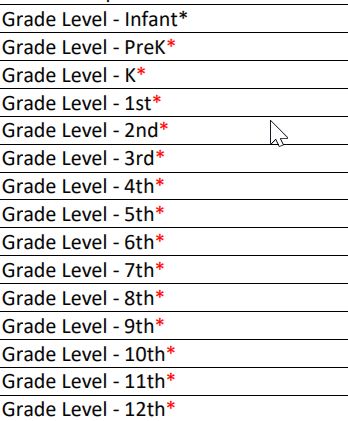 Grade Level - Infant*
Grade Level - PreK*
Grade Level - K*
Grade Level - 1st*
Grade Level - 2nd*
Grade Level - 3rd*
Grade Level - 4th*
Grade Level - 5th*
Grade Level - 6th*
Grade Level - 7th*
Grade Level - 8th*
Grade Level - 9th*
Grade Level - 10th*
Grade Level - 11th*
Grade Level - 12th*